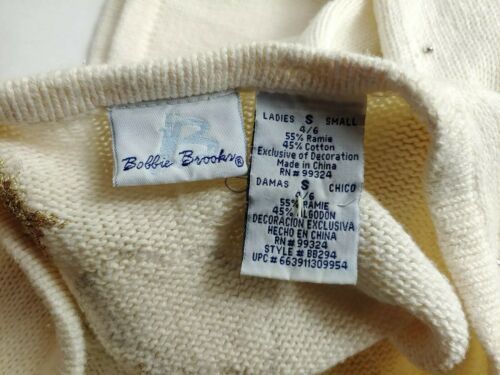 B
Bobbie Brooks®
LADIES S SMALL
4/6
55% Ramie
45% Cotton
Exclusive of Decoration
Made in China
RN# 99324
DAMAS S CHICO
4/6
55% RAMIE
45% ALGODON
DECORACION EXCLUSIVA
HECHO EN CHINA
RN# 99324
STYLE # BB294
UPC # 663911309954